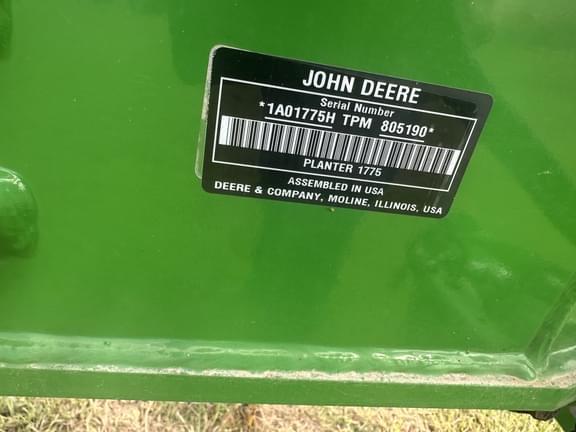 JOHN DEERE
Serial Number
*1A01775H TPM 805190*
PLANTER 1775
ASSEMBLED IN USA
DEERE & COMPANY, MOLINE, ILLINOIS, USA